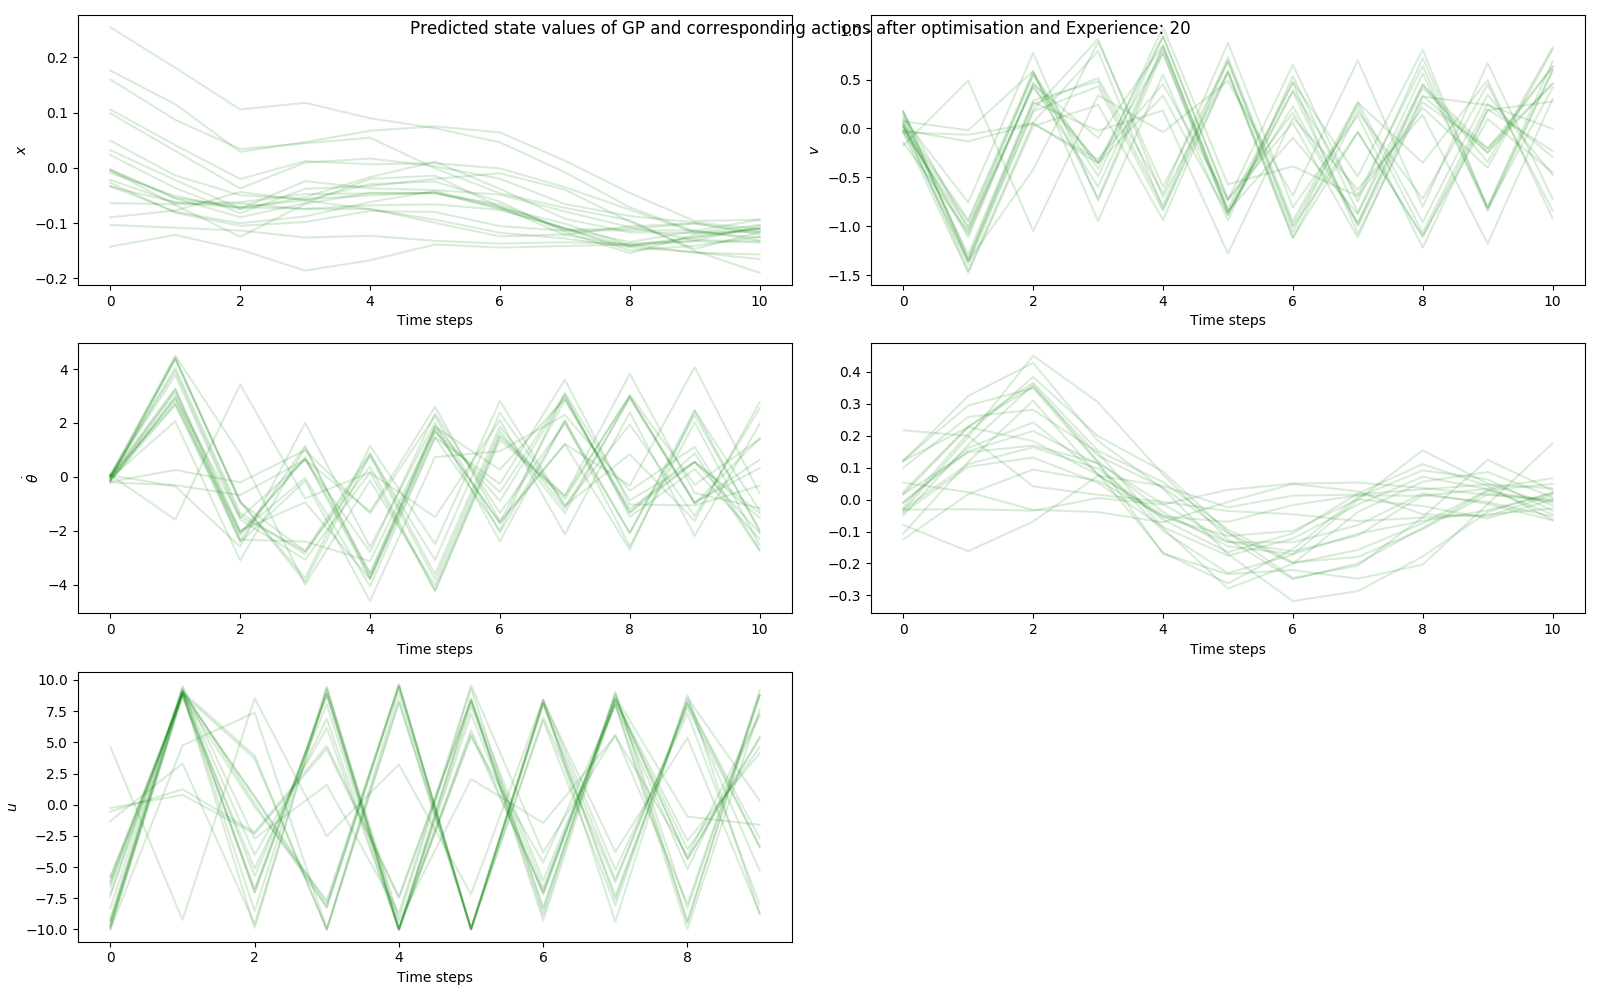 Predicted state values of GP and corresponding actions after optimisation and Experience: 20
0.2
0.1
0.0
−0.1
−0.2
x
0 2 4 6 8 10
Time steps
1.0
0.5
0.0
−0.5
−1.0
−1.5
v
0 2 4 6 8 10
Time steps
4
2
0
−2
−4
θ̇
0 2 4 6 8 10
Time steps
0.4
0.3
0.2
0.1
0.0
−0.1
−0.2
−0.3
θ
0 2 4 6 8 10
Time steps
10.0
7.5
5.0
2.5
0.0
−2.5
−5.0
−7.5
−10.0
u
0 2 4 6 8
Time steps